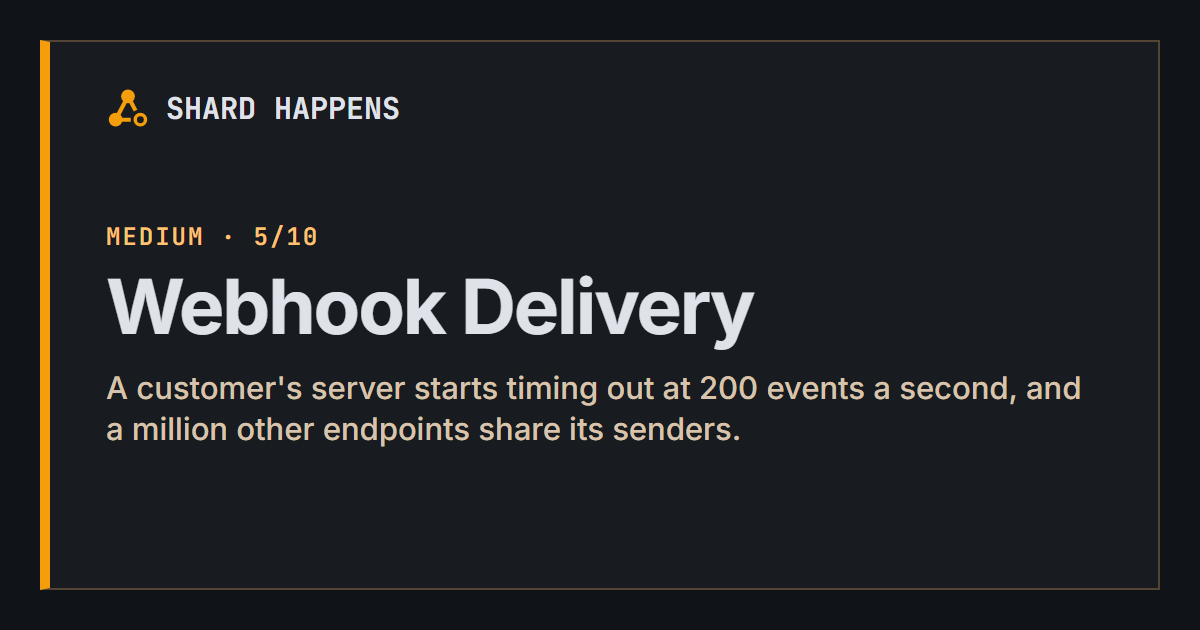 SHARD HAPPENS
MEDIUM · 5/10
Webhook Delivery
A customer's server starts timing out at 200 events a second, and
a million other endpoints share its senders.